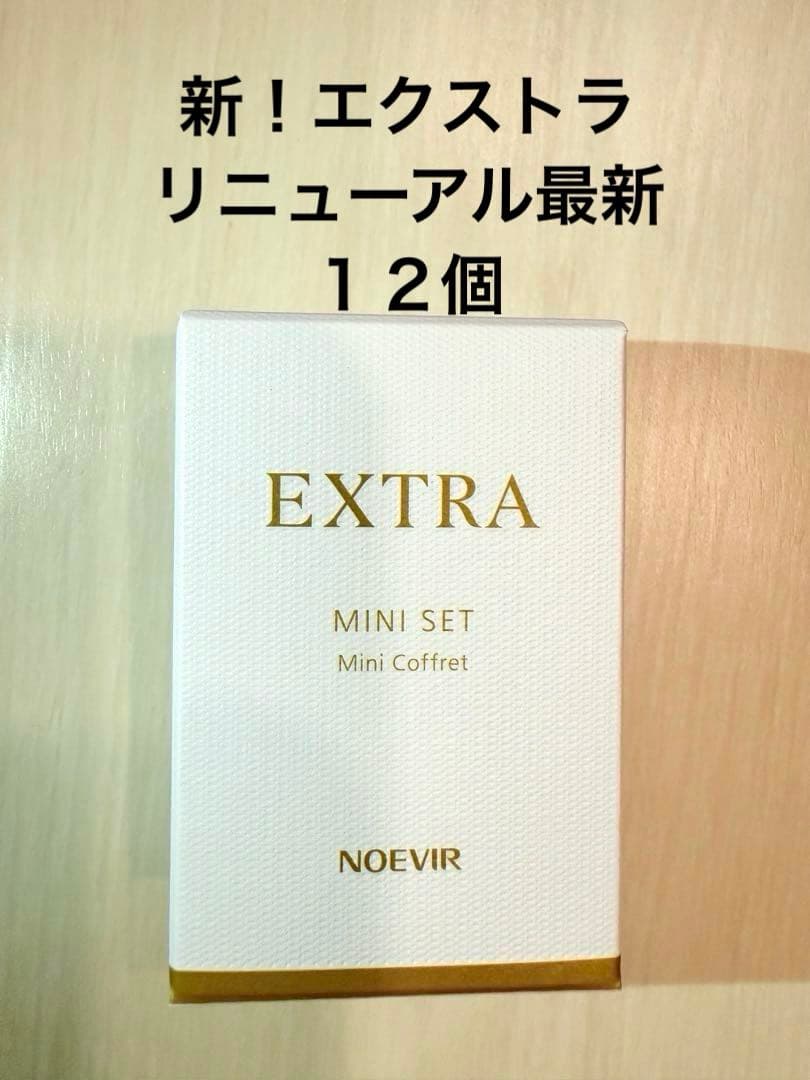 新！エクストラ
リニューアル最新
１２個
EXTRA
MINI SET
Mini Coffret
NOEVIR